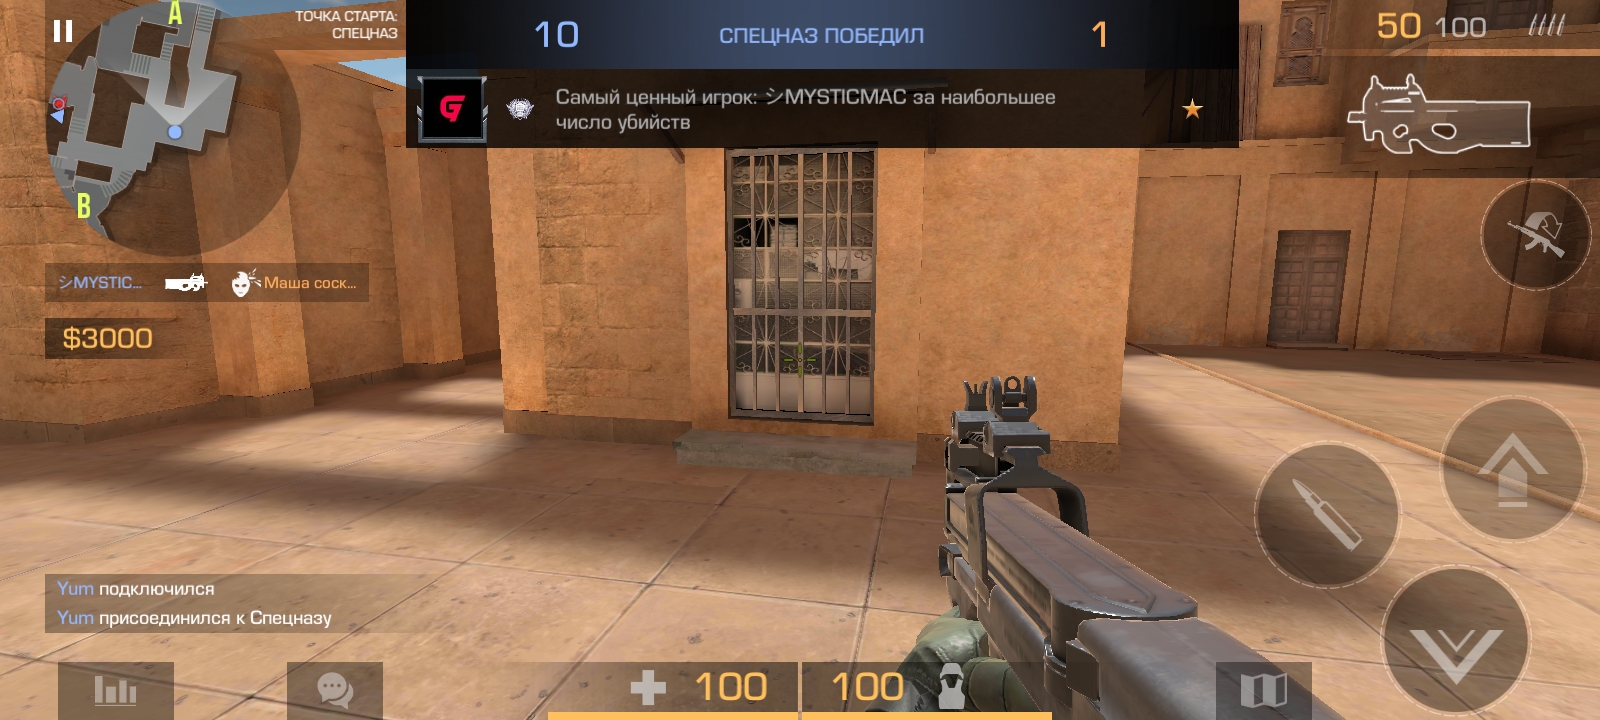 A
ТОЧКА СТАРТА:
СПЕЦНАЗ
10 СПЕЦНАЗ ПОБЕДИЛ 1
50 100
Самый ценный игрок: シMYSTICMAC за наибольшее
число убийств
B
シMYSTIC... Маша соск...
$3000
Yum подключился
Yum присоединился к Спецназу
100 100